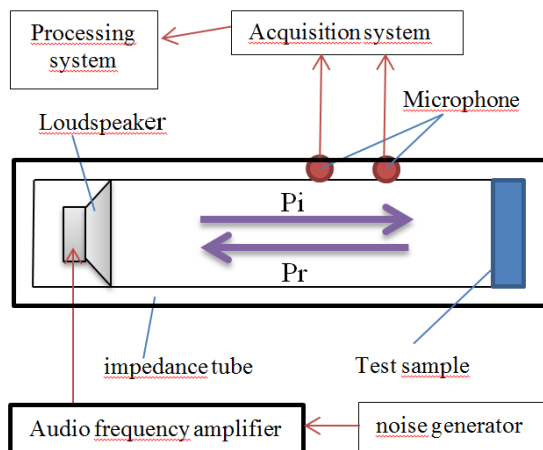 Processing
system
Acquisition system
Loudspeaker
Microphone
Pi
Pr
impedance tube
Test sample
Audio frequency amplifier
noise generator